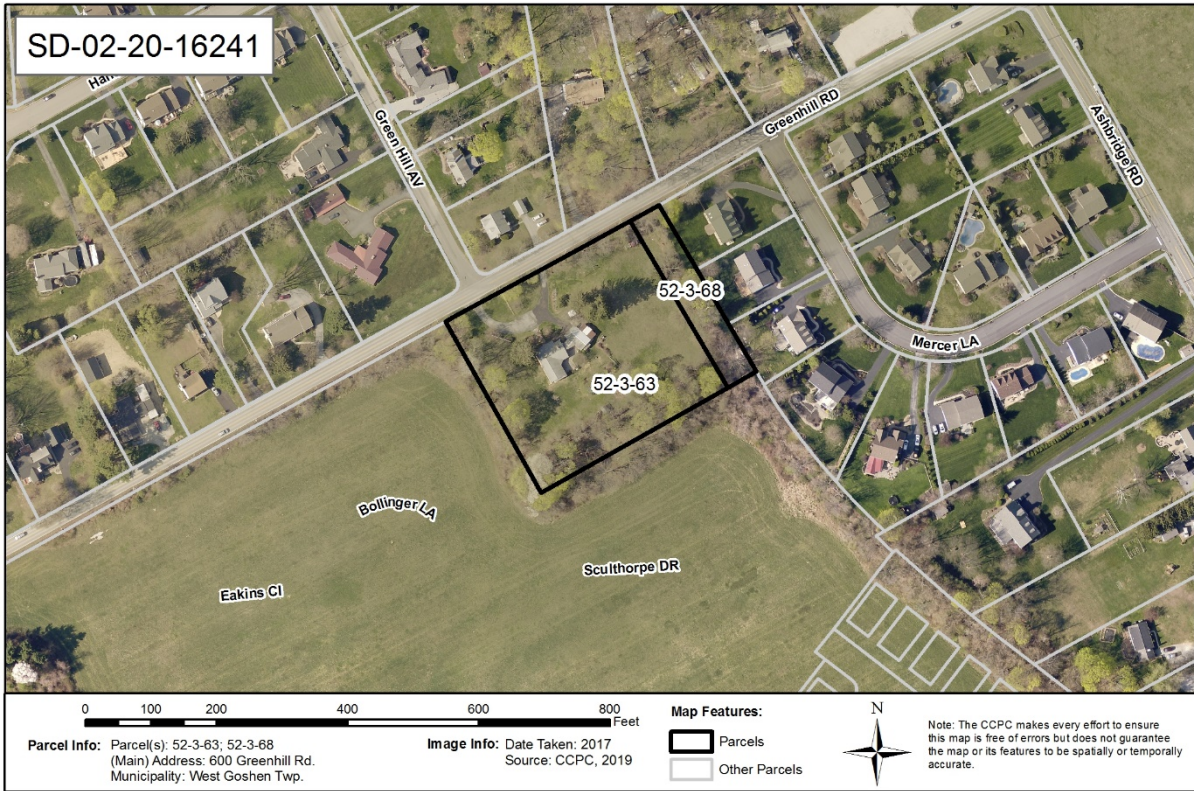 SD-02-20-16241
Green Hill AV
Greenhill RD
Ashbridge RD
52-3-68
Mercer LA
52-3-63
Bollinger LA
Sculthorpe DR
Eakins CI
0 100 200 400 600 800
Feet
Parcel Info: Parcel(s): 52-3-63; 52-3-68
(Main) Address: 600 Greenhill Rd.
Municipality: West Goshen Twp.
Image Info: Date Taken: 2017
Source: CCPC, 2019
Map Features:
Parcels
Other Parcels
N
Note: The CCPC makes every effort to ensure
this map is free of errors but does not guarantee
the map or its features to be spatially or temporally
accurate.